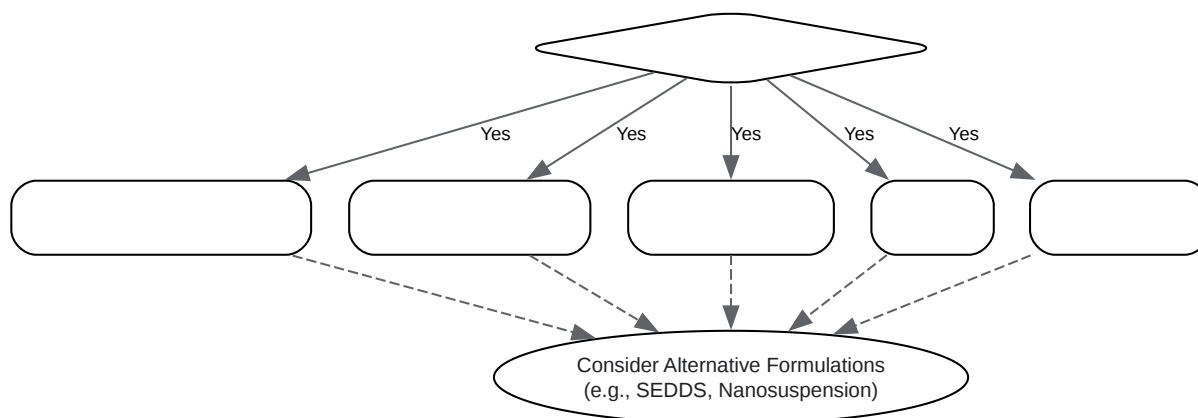 Yes
Yes
Yes
Yes
Yes
Consider Alternative Formulations
(e.g., SEDDS, Nanosuspension)